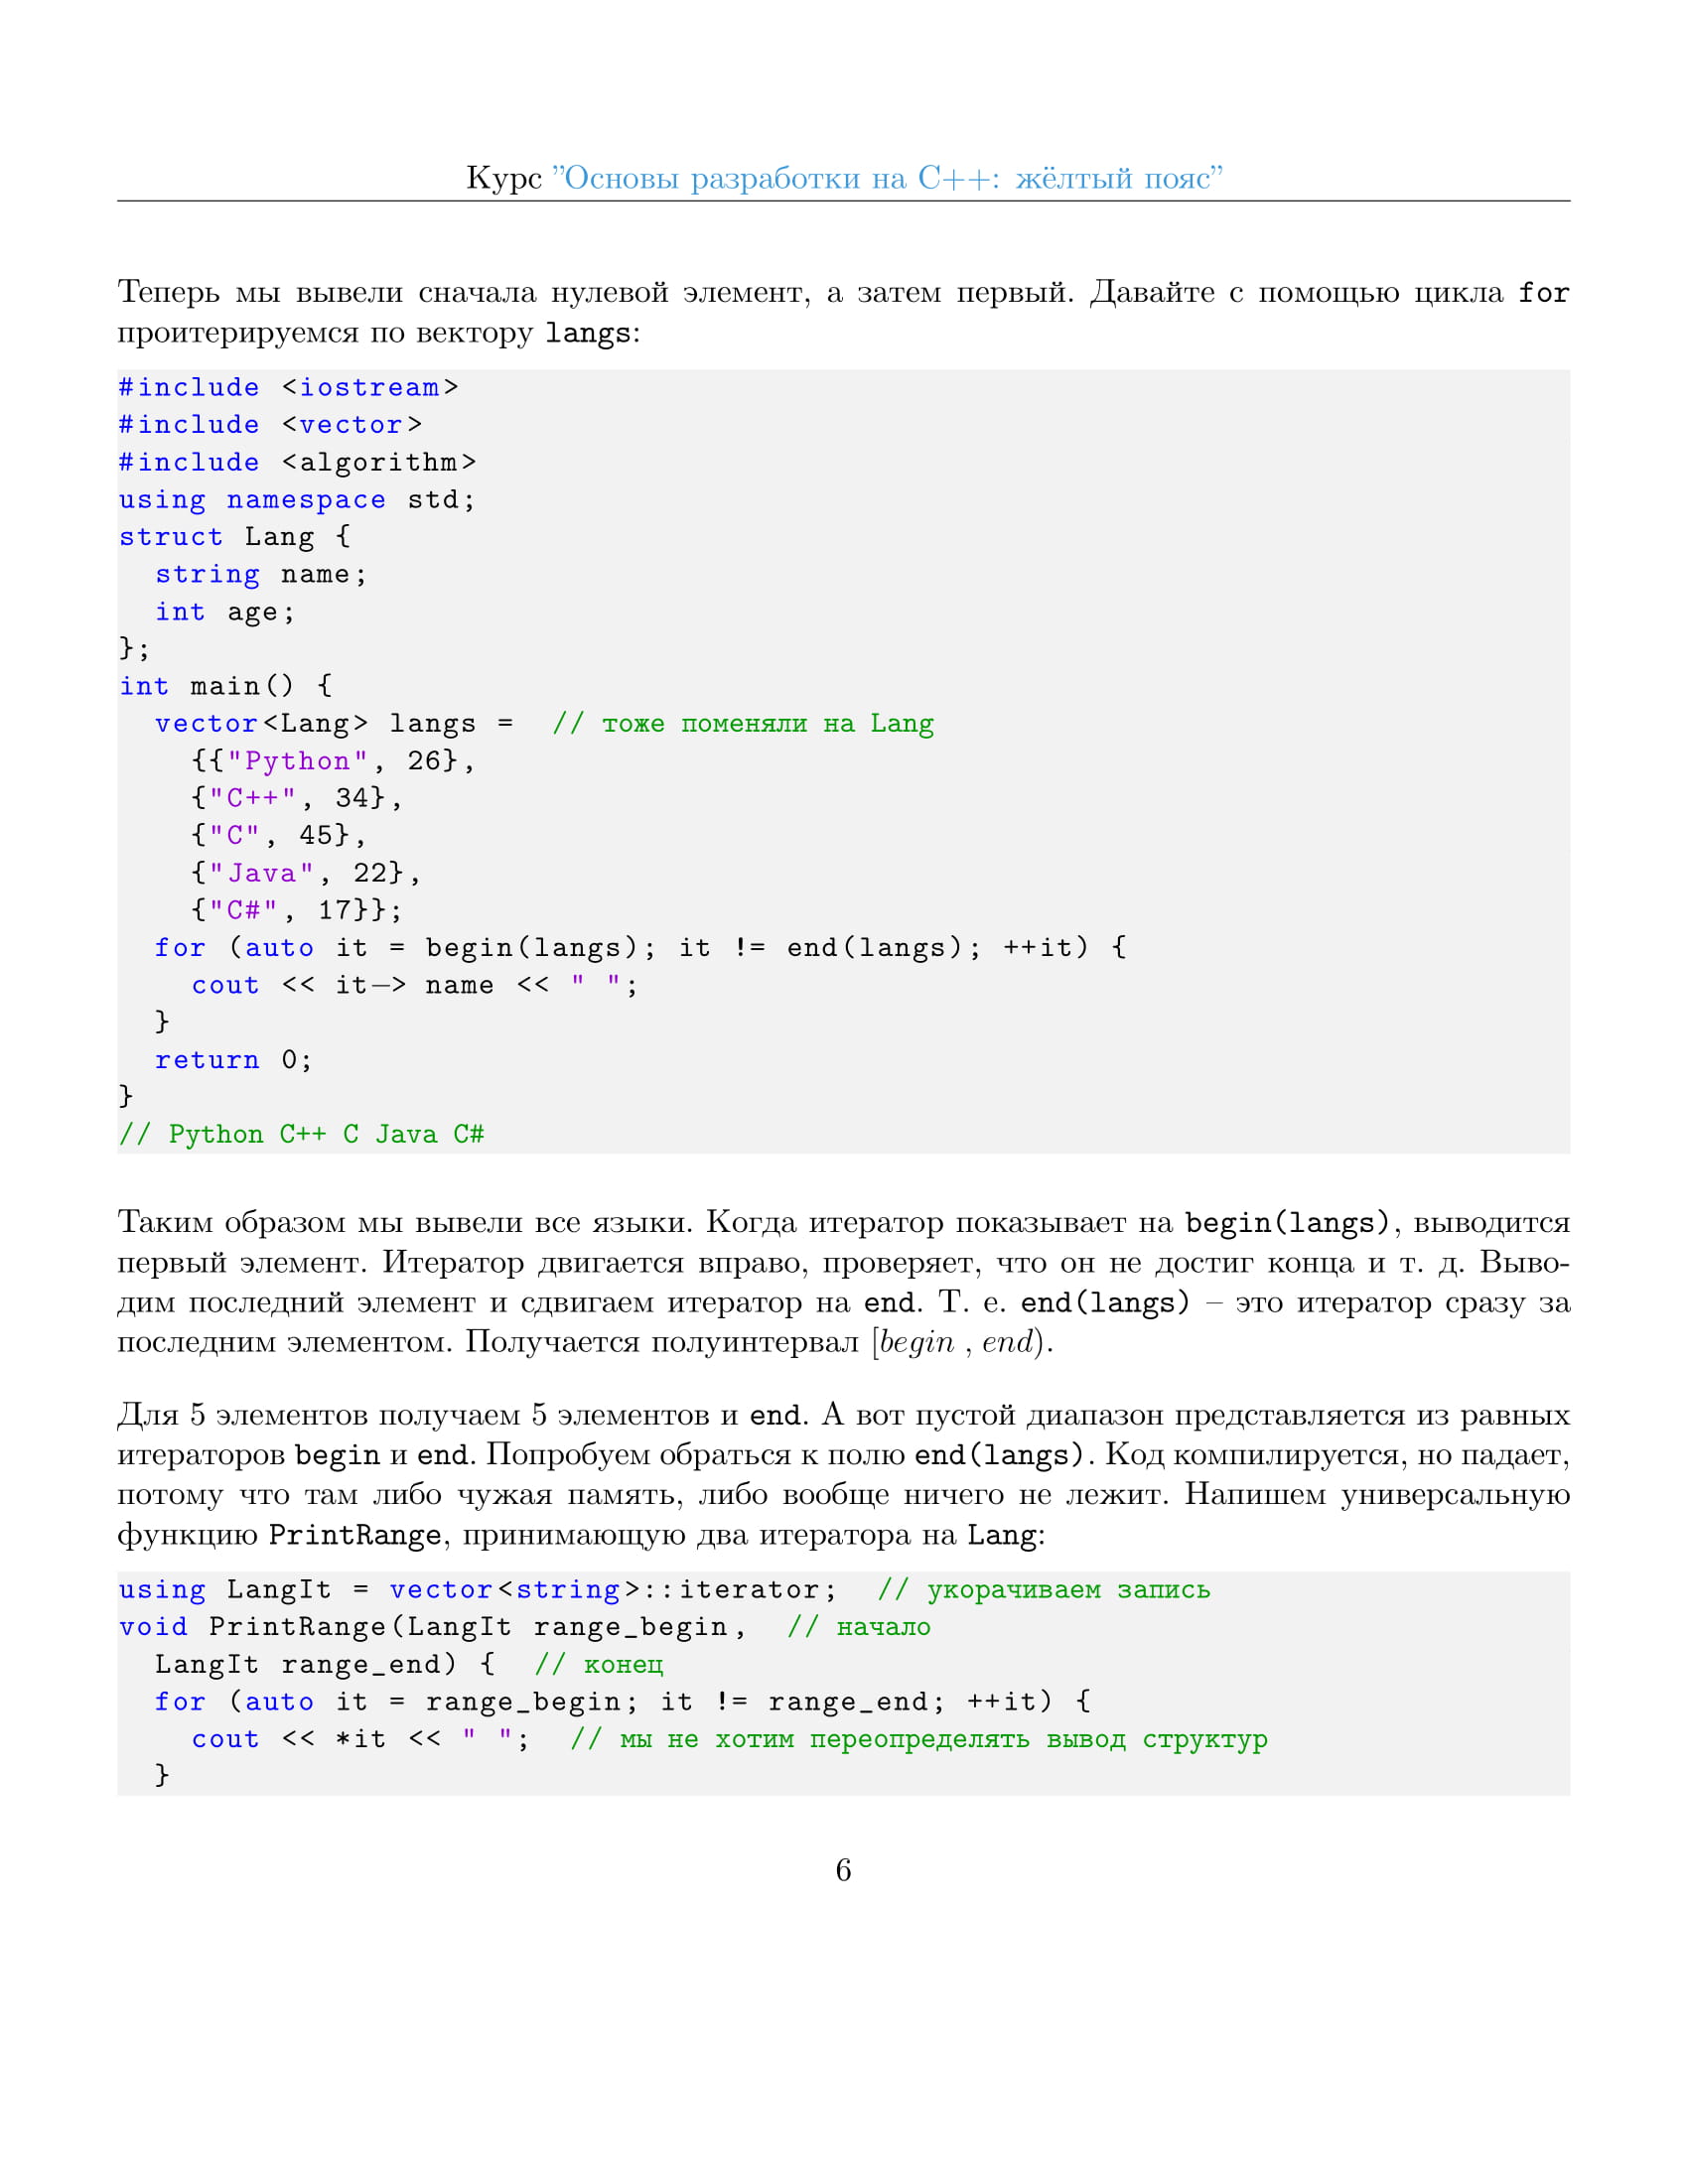 Курс ”Основы разработки на C++: жёлтый пояс”
Теперь мы вывели сначала нулевой элемент, а затем первый. Давайте с помощью цикла for
проитерируемся по вектору langs:
#include <iostream>
#include <vector>
#include <algorithm>
using namespace std;
struct Lang {
  string name;
  int age;
};
int main() {
  vector<Lang> langs =  // тоже поменяли на Lang
    {{"Python", 26},
    {"C++", 34},
    {"C", 45},
    {"Java", 22},
    {"C#", 17}};
  for (auto it = begin(langs); it != end(langs); ++it) {
    cout << it−> name << " ";
  }
  return 0;
}
// Python C++ C Java C#
Таким образом мы вывели все языки. Когда итератор показывает на begin(langs), выводится
первый элемент. Итератор двигается вправо, проверяет, что он не достиг конца и т. д. Выво-
дим последний элемент и сдвигаем итератор на end. Т. е. end(langs) – это итератор сразу за
последним элементом. Получается полуинтервал [begin , end).
Для 5 элементов получаем 5 элементов и end. А вот пустой диапазон представляется из равных
итераторов begin и end. Попробуем обраться к полю end(langs). Код компилируется, но падает,
потому что там либо чужая память, либо вообще ничего не лежит. Напишем универсальную
функцию PrintRange, принимающую два итератора на Lang:
using LangIt = vector<string>::iterator;  // укорачиваем запись
void PrintRange(LangIt range_begin,  // начало
  LangIt range_end) {  // конец
  for (auto it = range_begin; it != range_end; ++it) {
    cout << *it << " ";  // мы не хотим переопределять вывод структур
  }
6